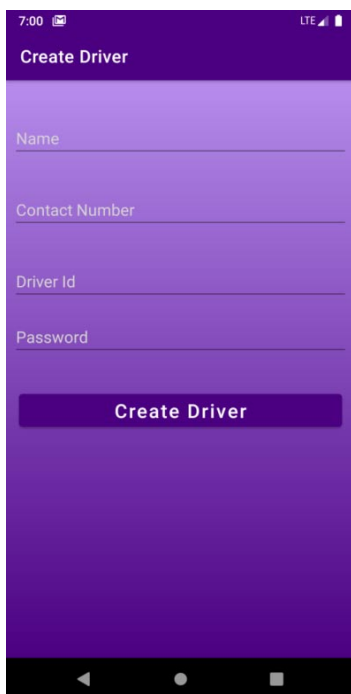 7:00 LTE
Create Driver
Name
Contact Number
Driver Id
Password
Create Driver